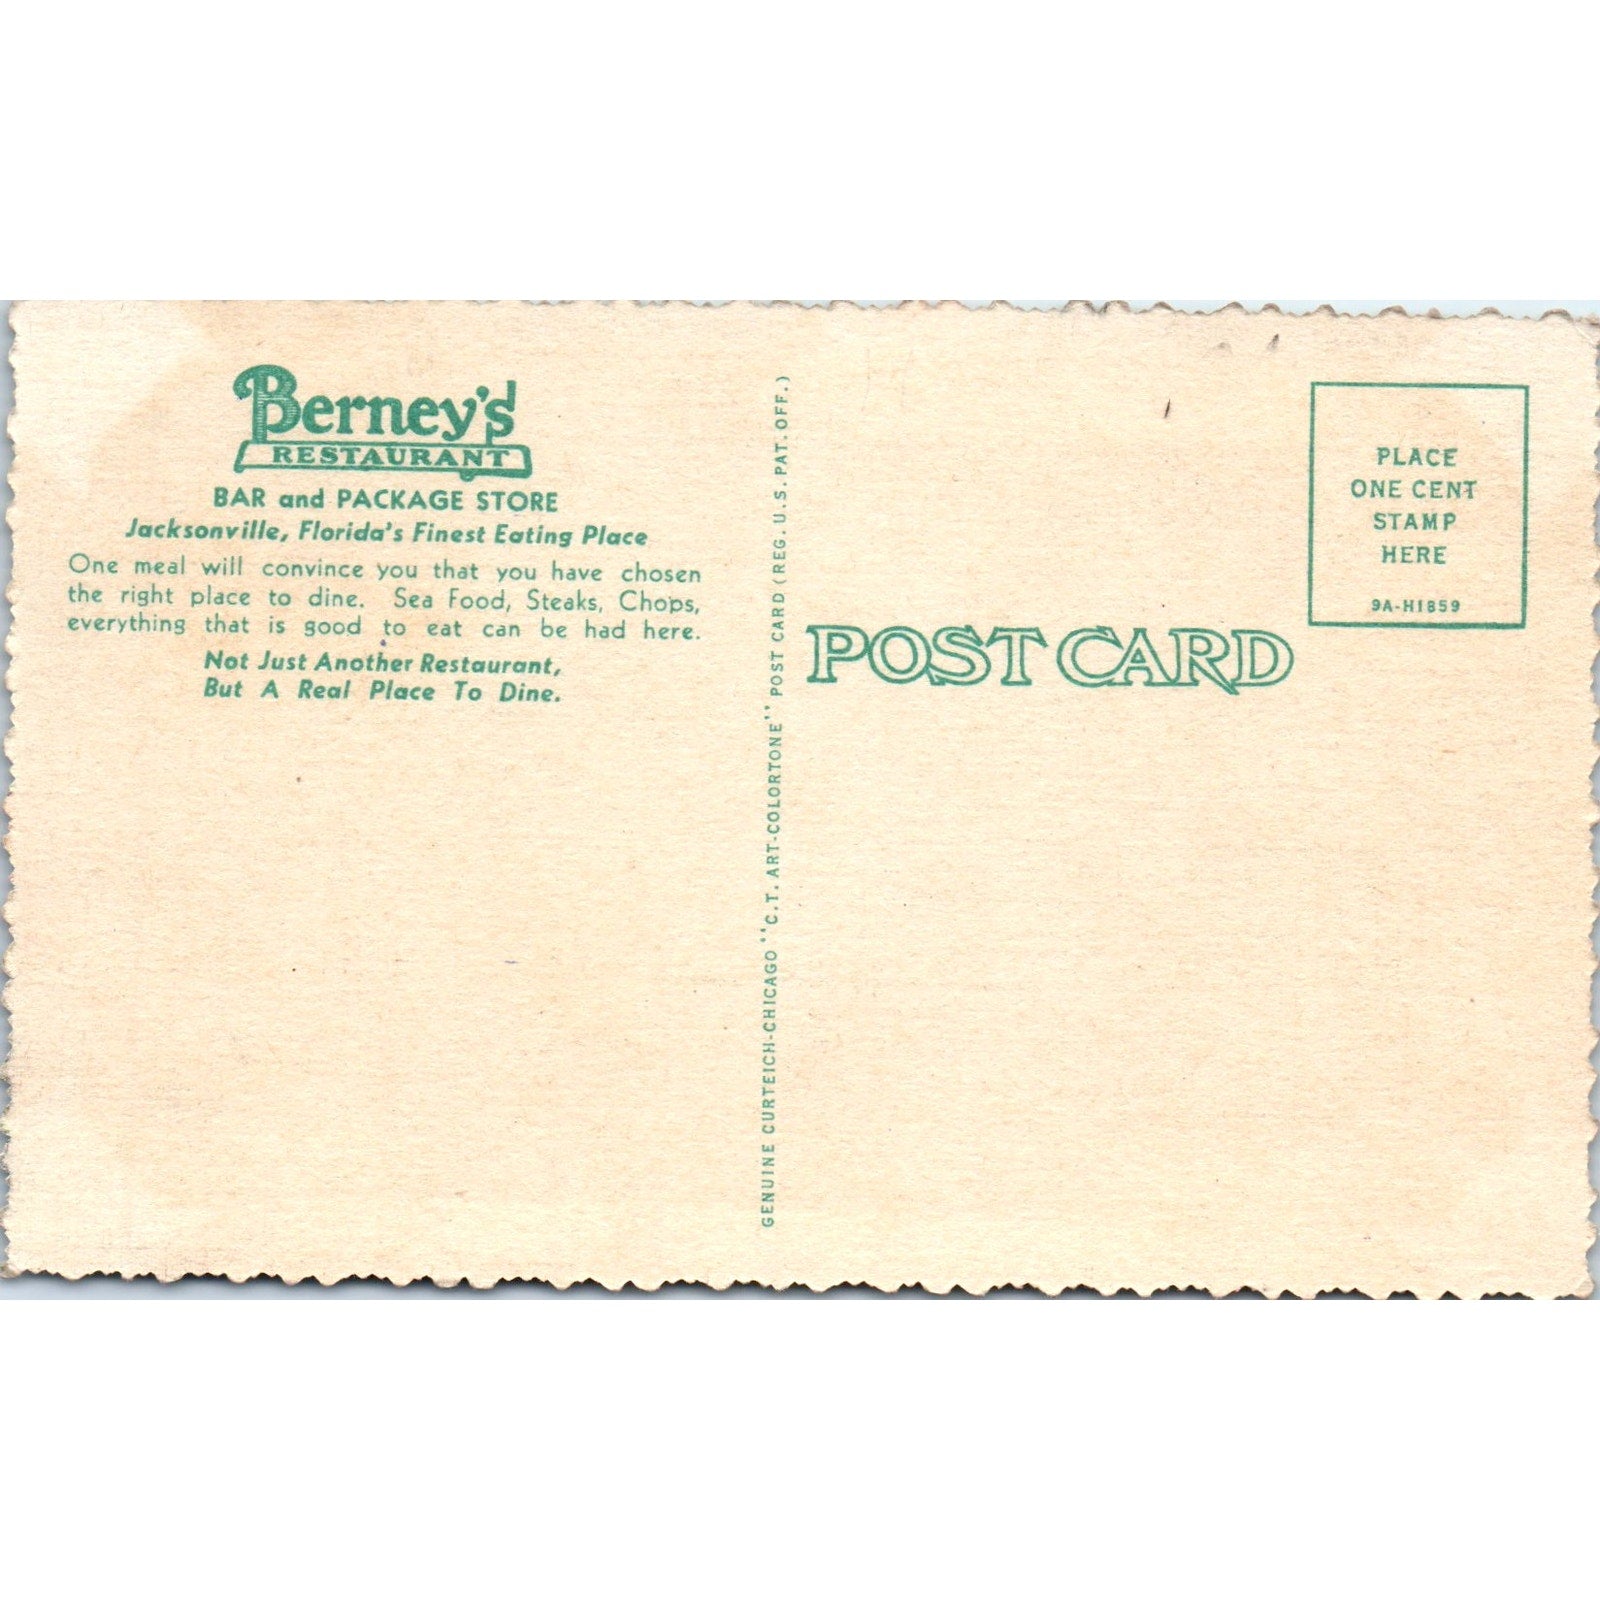 Berney's
RESTAURANT
BAR and PACKAGE STORE
Jacksonville, Florida's Finest Eating Place
One meal will convince you that you have chosen
the right place to dine. Sea Food, Steaks, Chops,
everything that is good to eat can be had here.
Not Just Another Restaurant,
But A Real Place To Dine.
GENUINE CURTEICH-CHICAGO "C.T. ART-COLORTONE" POST CARD (REG. U.S. PAT. OFF.)
POST CARD
PLACE
ONE CENT
STAMP
HERE
9A-H1859